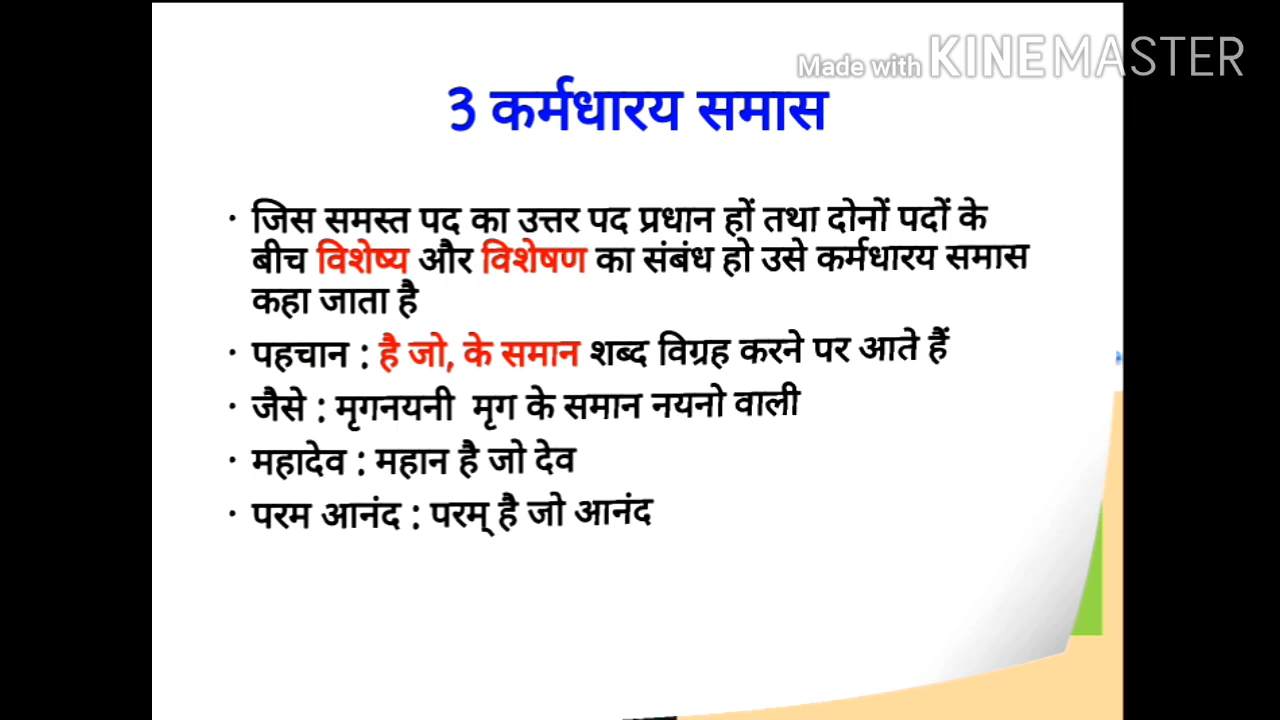 Made with KINEMASTER
3 कर्मधारय समास
· जिस समस्त पद का उत्तर पद प्रधान हों तथा दोनों पदों के
बीच विशेष्य और विशेषण का संबंध हो उसे कर्मधारय समास
कहा जाता है
· पहचान : है जो, के समान शब्द विग्रह करने पर आते हैं
· जैसे : मृगनयनी मृग के समान नयनो वाली
· महादेव : महान है जो देव
· परम आनंद : परम् है जो आनंद